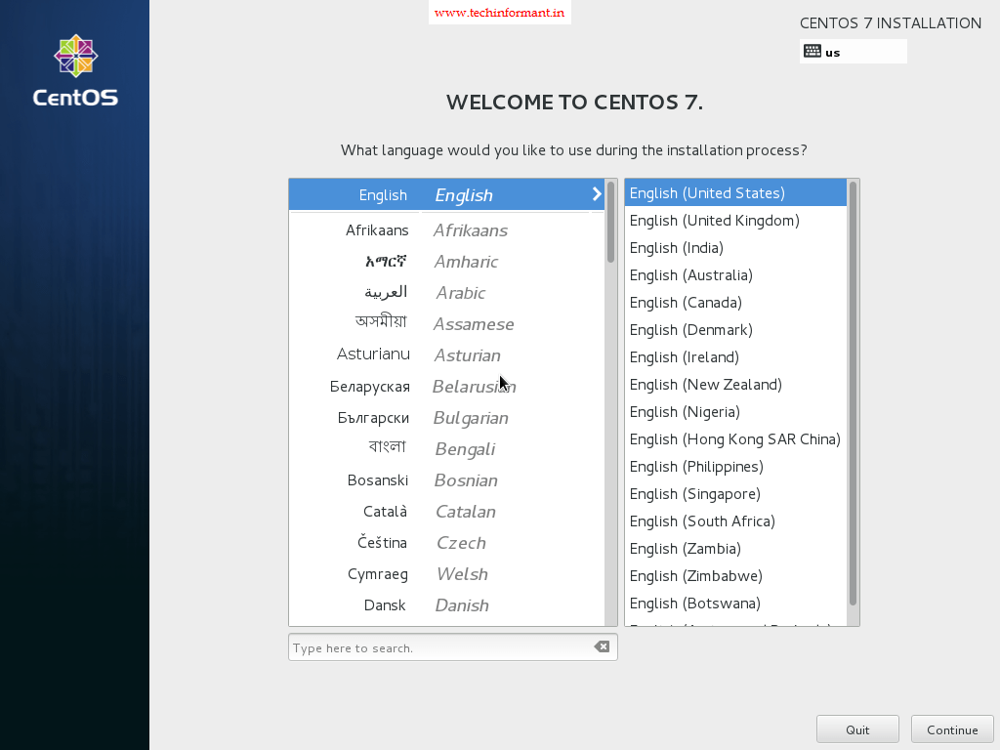 www.techinformant.in
CENTOS 7 INSTALLATION
us
CentOS
WELCOME TO CENTOS 7.
What language would you like to use during the installation process?
English English
Afrikaans Afrikaans
አማርኛ Amharic
العربية Arabic
অসমীয়া Assamese
Asturianu Asturian
Беларуская Belarusian
Български Bulgarian
বাংলা Bengali
Bosanski Bosnian
Català Catalan
Čeština Czech
Cymraeg Welsh
Dansk Danish
English (United States)
English (United Kingdom)
English (India)
English (Australia)
English (Canada)
English (Denmark)
English (Ireland)
English (New Zealand)
English (Nigeria)
English (Hong Kong SAR China)
English (Philippines)
English (Singapore)
English (South Africa)
English (Zambia)
English (Zimbabwe)
English (Botswana)
Type here to search.
Quit Continue